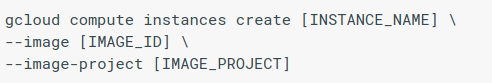 gcloud compute instances create [INSTANCE_NAME] \
--image [IMAGE_ID] \
--image-project [IMAGE_PROJECT]